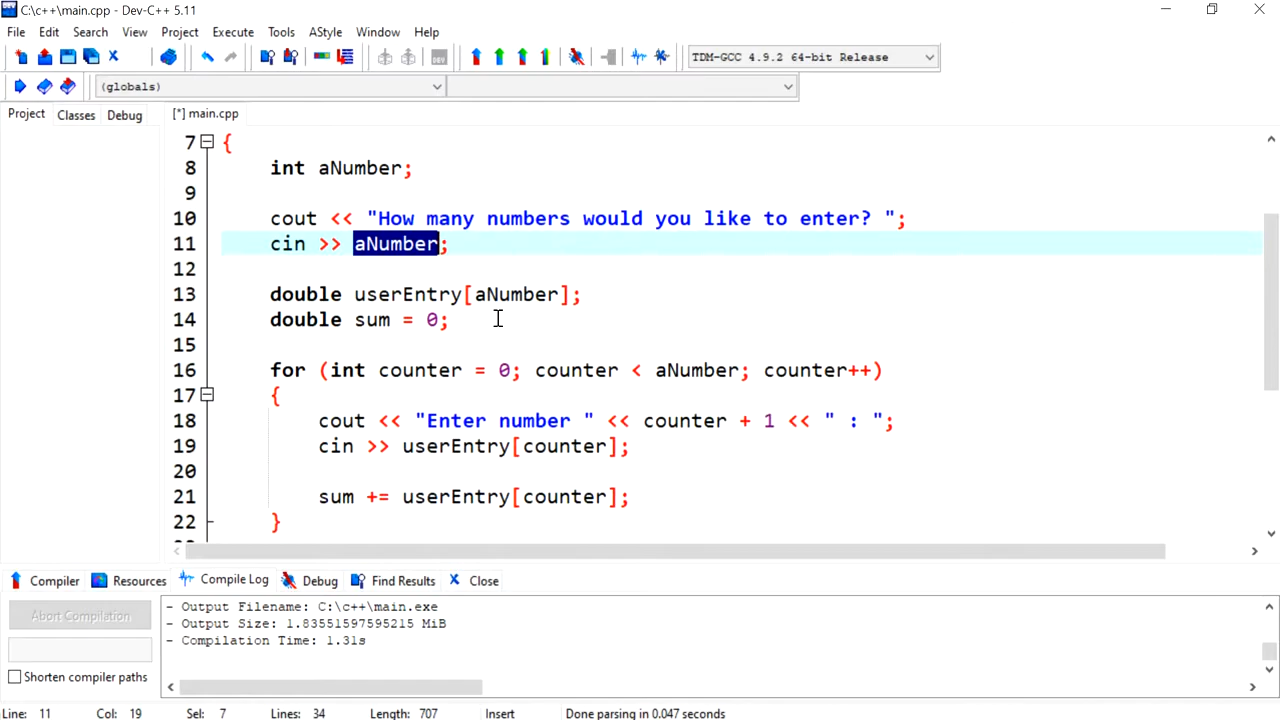 C:\c++\main.cpp - Dev-C++ 5.11
File Edit Search View Project Execute Tools AStyle Window Help
TDM-GCC 4.9.2 64-bit Release
(globals)
Project Classes Debug [*] main.cpp
7 {
8 int aNumber;
9
10 cout << "How many numbers would you like to enter? ";
11 cin >> aNumber;
12
13 double userEntry[aNumber];
14 double sum = 0;
15
16 for (int counter = 0; counter < aNumber; counter++)
17 {
18 cout << "Enter number " << counter + 1 << " : ";
19 cin >> userEntry[counter];
20
21 sum += userEntry[counter];
22 }
Compiler Resources Compile Log Debug Find Results Close
Abort Compilation
Shorten compiler paths
- Output Filename: C:\c++\main.exe
- Output Size: 1.83551597595215 MiB
- Compilation Time: 1.31s
Line: 11 Col: 19 Sel: 7 Lines: 34 Length: 707 Insert Done parsing in 0.047 seconds